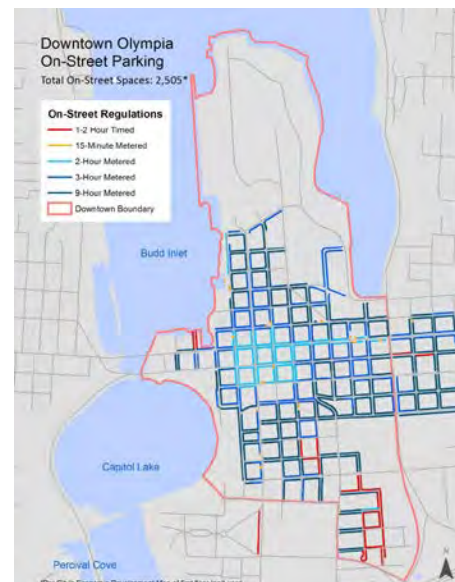 Downtown Olympia
On-Street Parking
Total On-Street Spaces: 2,505*
On-Street Regulations
1-2 Hour Timed
15-Minute Metered
2-Hour Metered
3-Hour Metered
9-Hour Metered
Downtown Boundary
Budd Inlet
Capitol Lake
Percival Cove
N